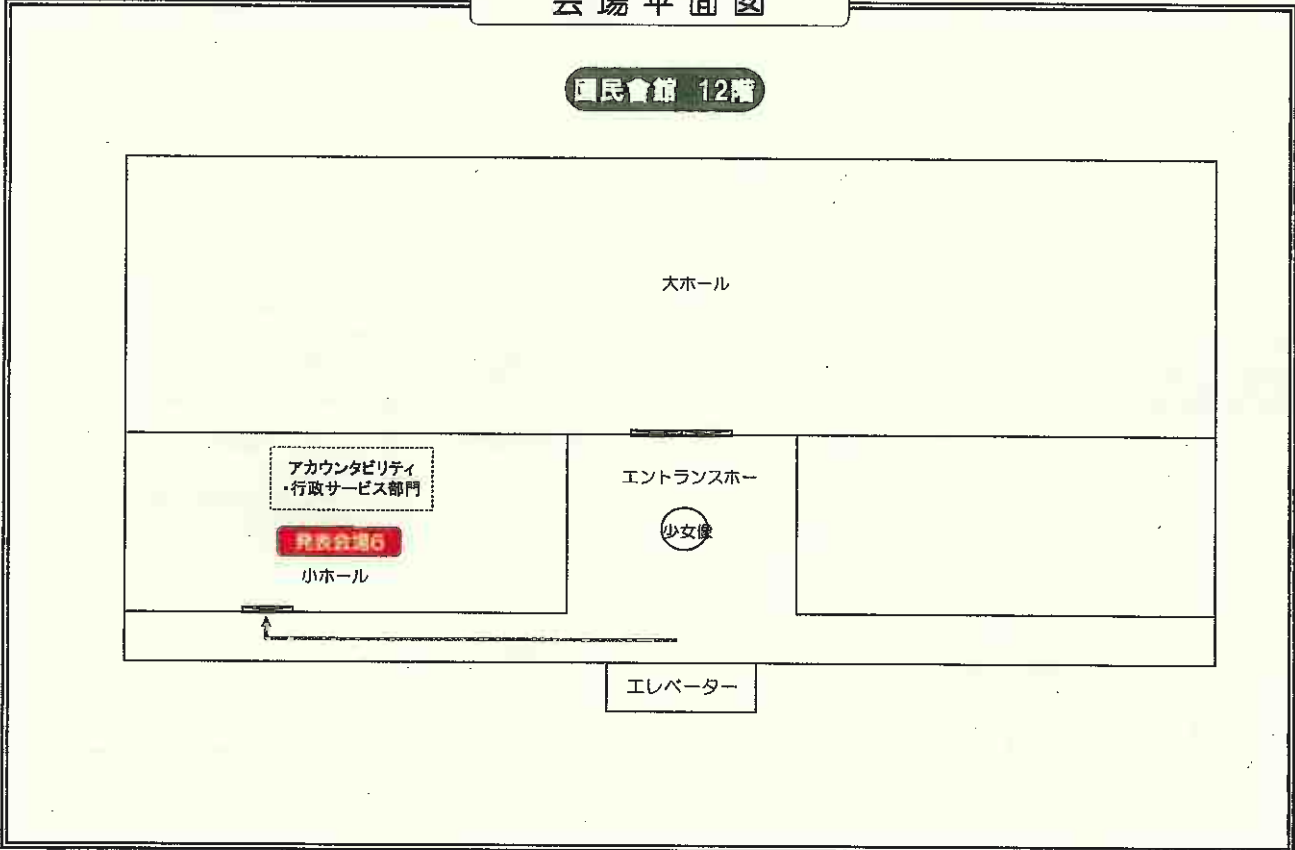 会場平面図
國民會館 12階
大ホール
アカウンタビリティ
・行政サービス部門
発表会場6
小ホール
エントランスホー
少女像
エレベーター